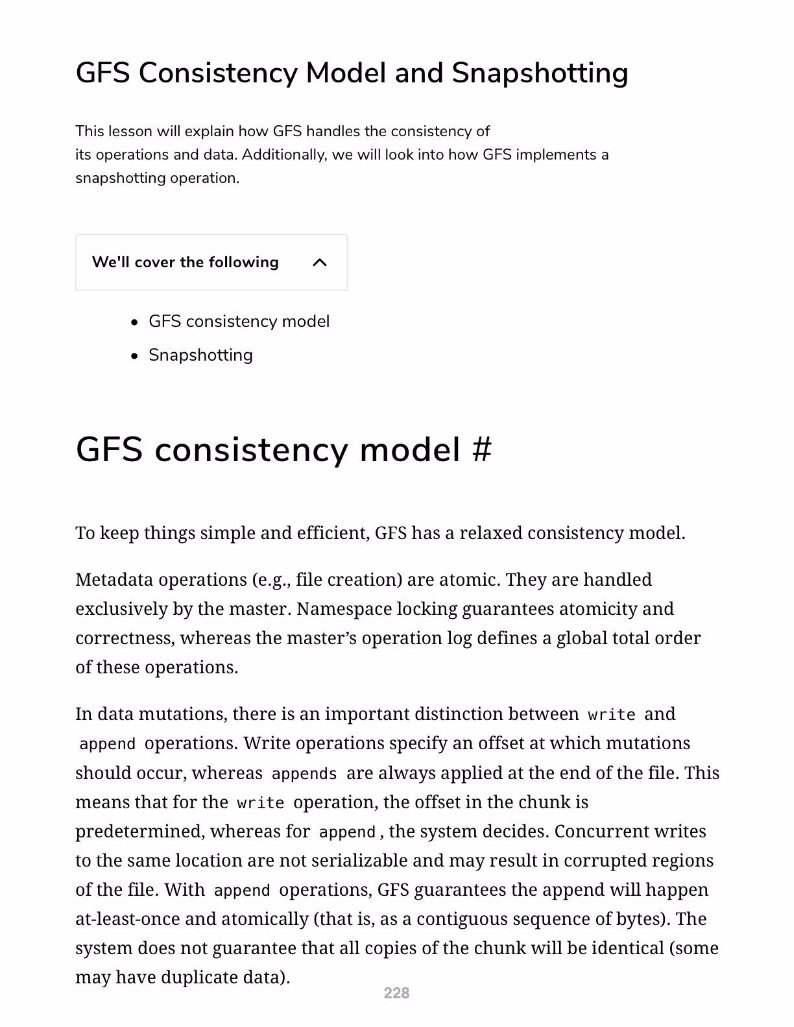 GFS Consistency Model and Snapshotting
This lesson will explain how GFS handles the consistency of
its operations and data. Additionally, we will look into how GFS implements a
snapshotting operation.
We'll cover the following
• GFS consistency model
• Snapshotting
GFS consistency model #
To keep things simple and efficient, GFS has a relaxed consistency model.
Metadata operations (e.g., file creation) are atomic. They are handled
exclusively by the master. Namespace locking guarantees atomicity and
correctness, whereas the master’s operation log defines a global total order
of these operations.
In data mutations, there is an important distinction between write and
append operations. Write operations specify an offset at which mutations
should occur, whereas appends are always applied at the end of the file. This
means that for the write operation, the offset in the chunk is
predetermined, whereas for append, the system decides. Concurrent writes
to the same location are not serializable and may result in corrupted regions
of the file. With append operations, GFS guarantees the append will happen
at-least-once and atomically (that is, as a contiguous sequence of bytes). The
system does not guarantee that all copies of the chunk will be identical (some
may have duplicate data).
228